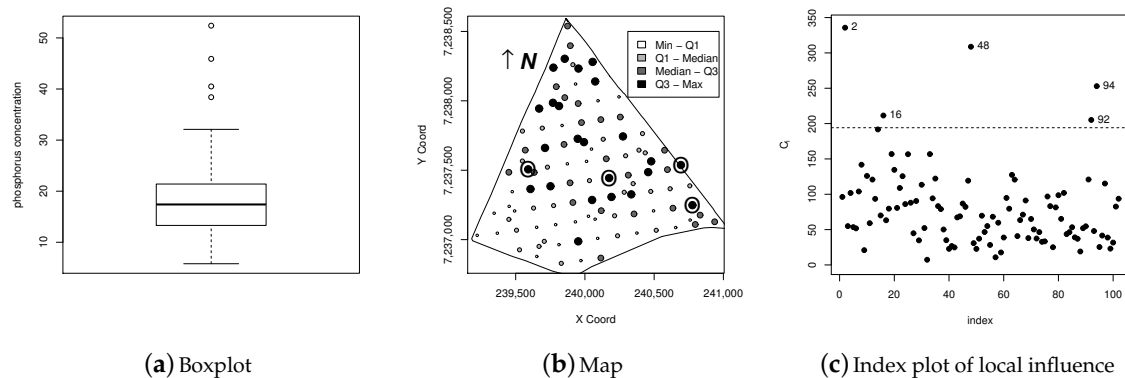 phosphorus concentration
50
40
30
20
10
(a) Boxplot
↑ N
Min – Q1
Q1 – Median
Median – Q3
Q3 – Max
Y Coord
7,238,500
7,238,000
7,237,500
7,237,000
239,500 240,000 240,500 241,000
X Coord
(b) Map
Ci
350
300
250
200
150
100
50
0
2
48
94
16
92
0 20 40 60 80 100
index
(c) Index plot of local influence